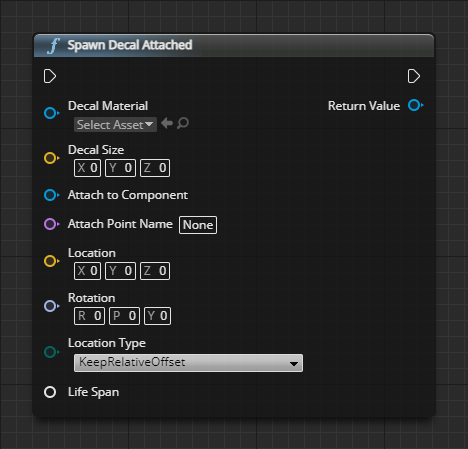 f Spawn Decal Attached
Decal Material Return Value
Select Asset
Decal Size
X 0 Y 0 Z 0
Attach to Component
Attach Point Name None
Location
X 0 Y 0 Z 0
Rotation
R 0 P 0 Y 0
Location Type
KeepRelativeOffset
Life Span